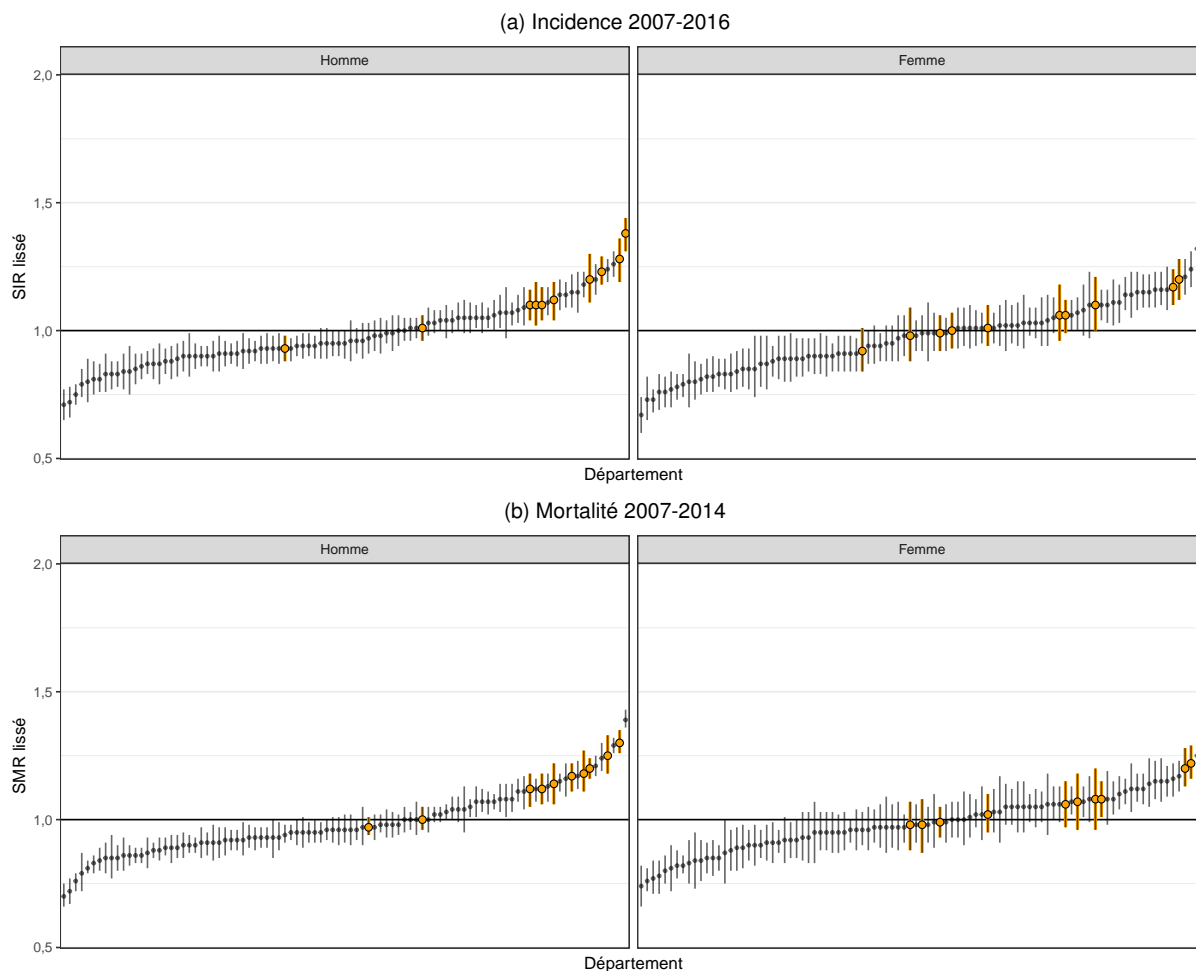 (a) Incidence 2007-2016
Homme
Femme
2,0
1,5
1,0
0,5
SIR lissé
Département
(b) Mortalité 2007-2014
Homme
Femme
2,0
1,5
1,0
0,5
SMR lissé
Département